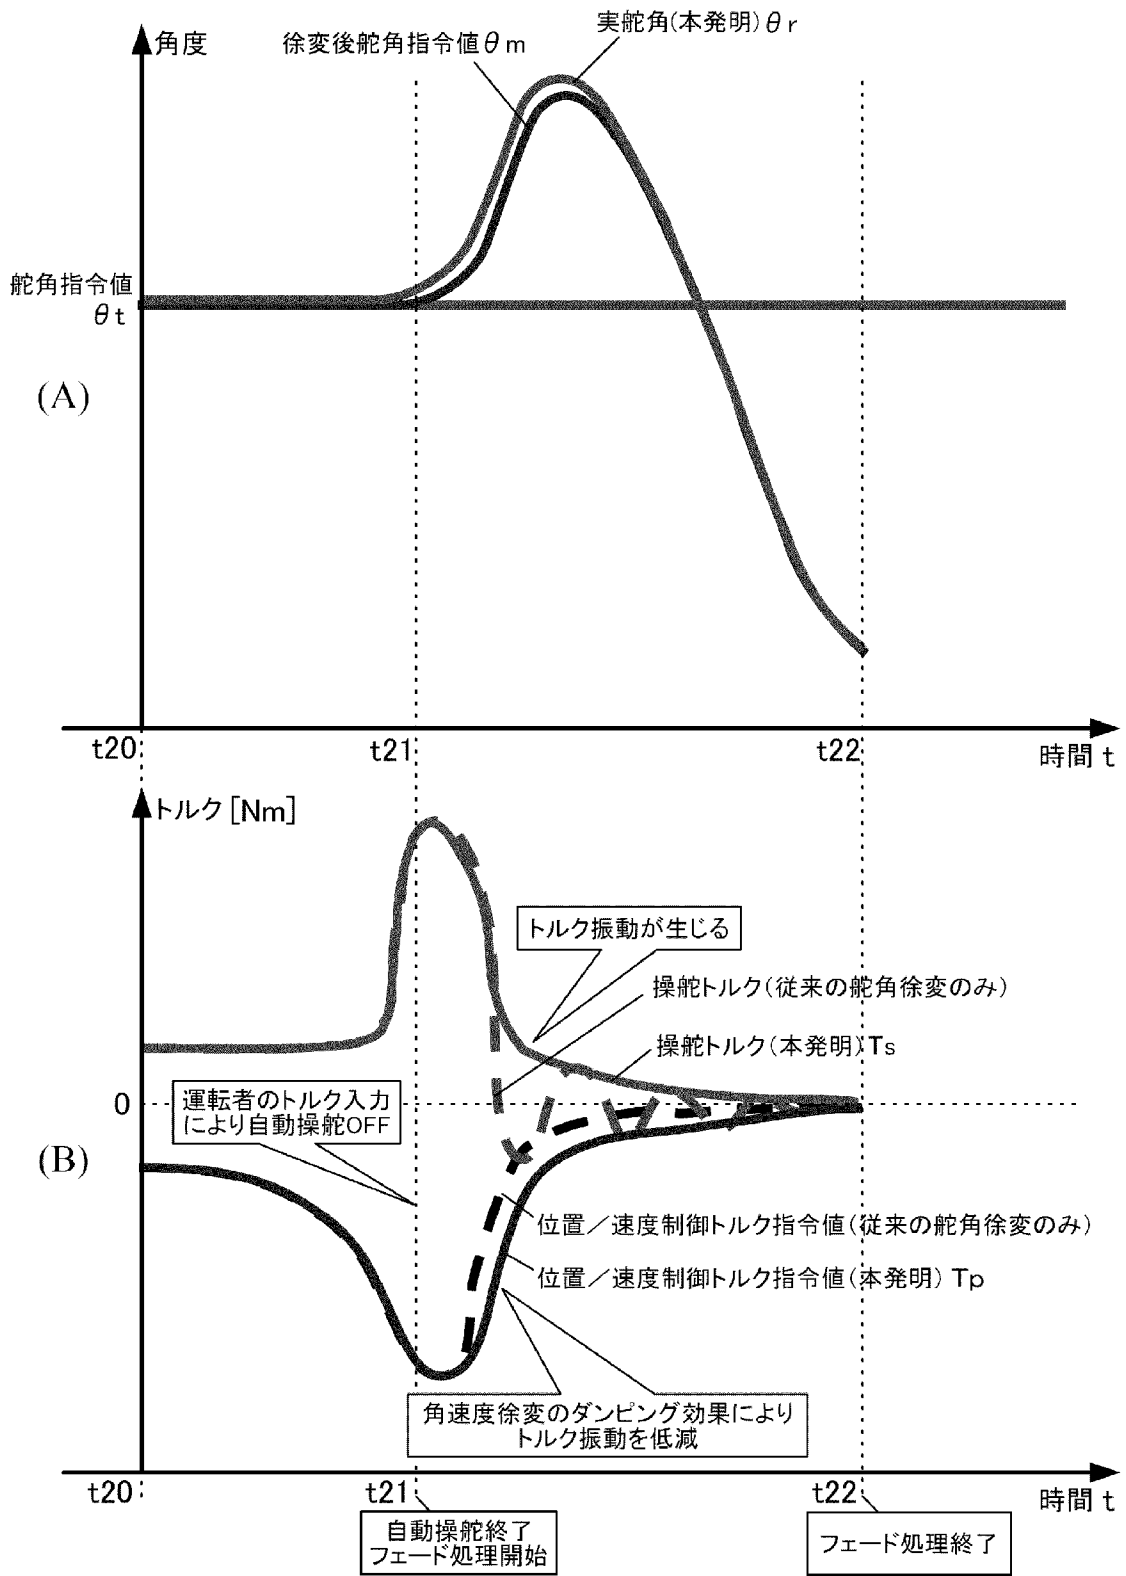 角度
徐変後舵角指令値θm
実舵角(本発明)θr
舵角指令値
θt
(A)
t20
t21
t22
時間 t
トルク[Nm]
トルク振動が生じる
操舵トルク(従来の舵角徐変のみ)
操舵トルク(本発明)Ts
0
運転者のトルク入力
により自動操舵OFF
(B)
位置/速度制御トルク指令値(従来の舵角徐変のみ)
位置/速度制御トルク指令値(本発明) Tp
角速度徐変のダンピング効果により
トルク振動を低減
t20
t21
t22
時間 t
自動操舵終了
フェード処理開始
フェード処理終了